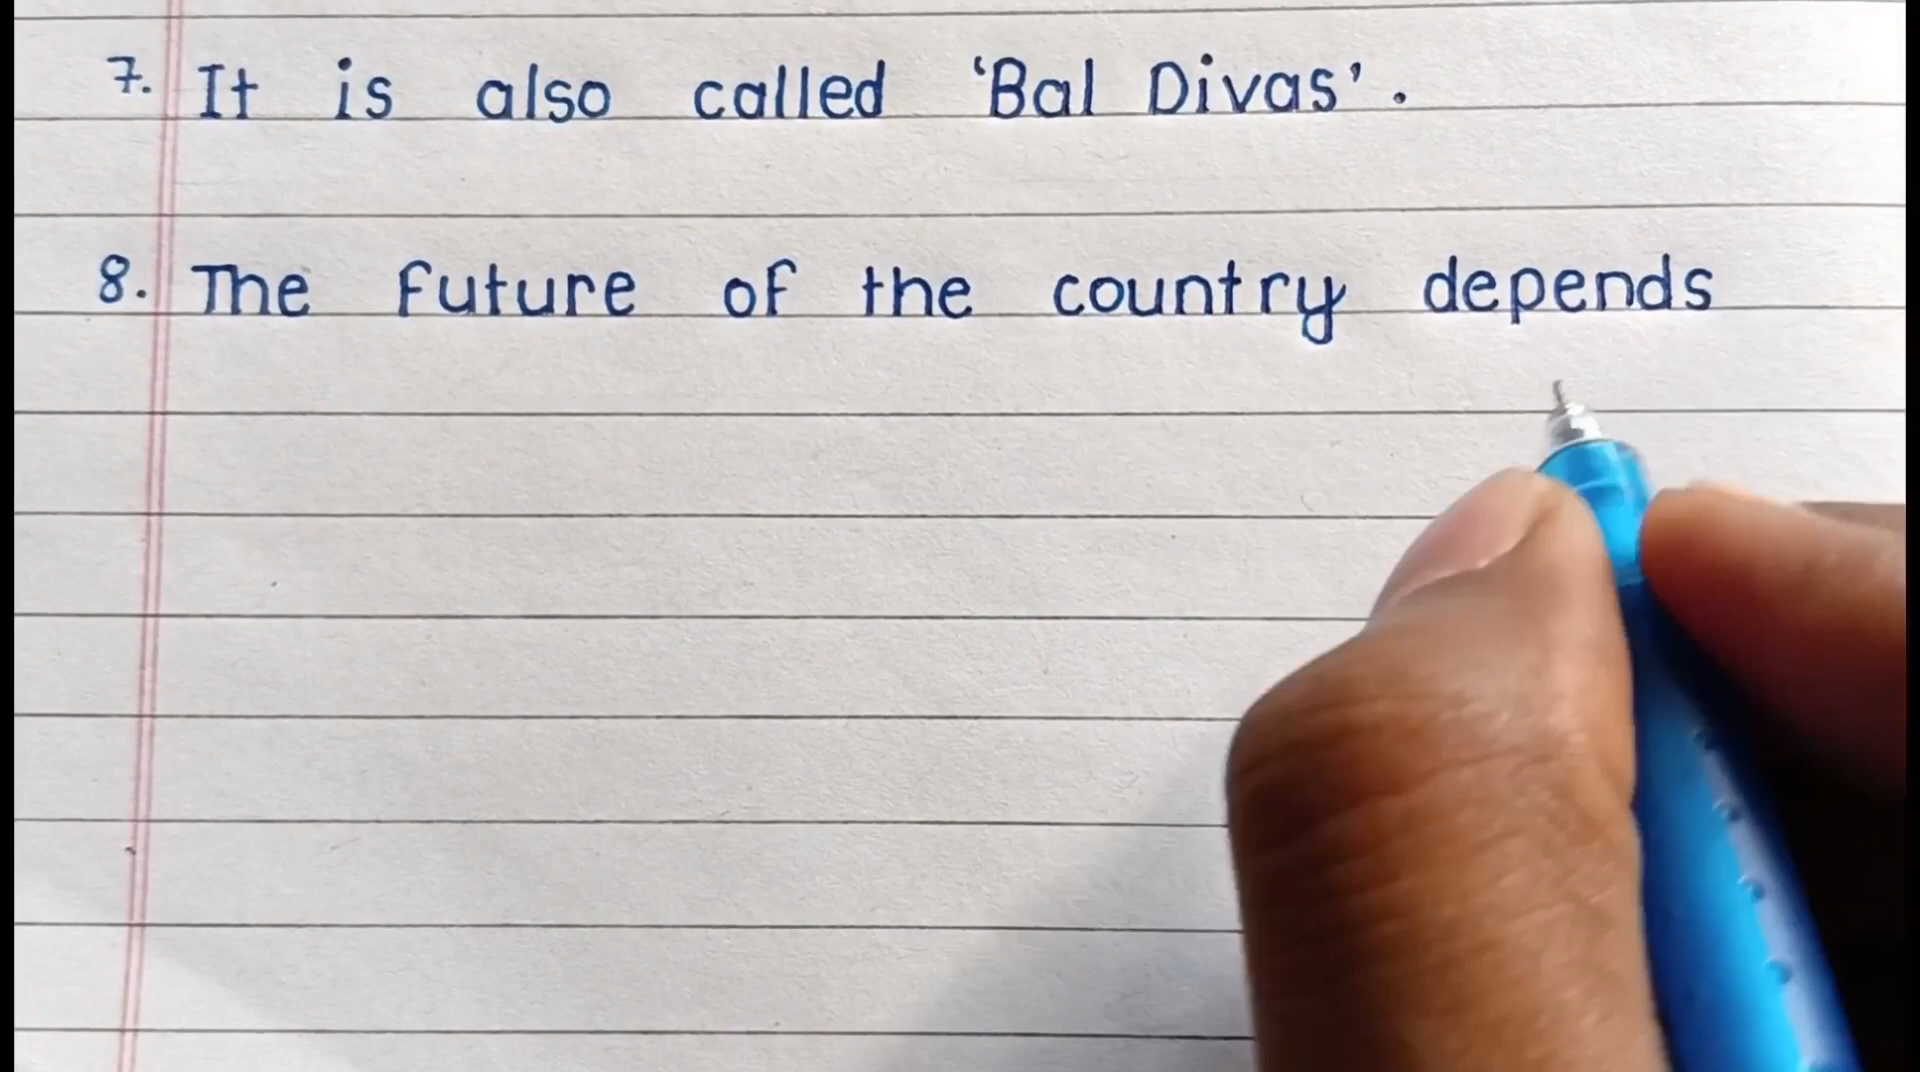 7. It is also called 'Bal Divas'.
8. The future of the country depends